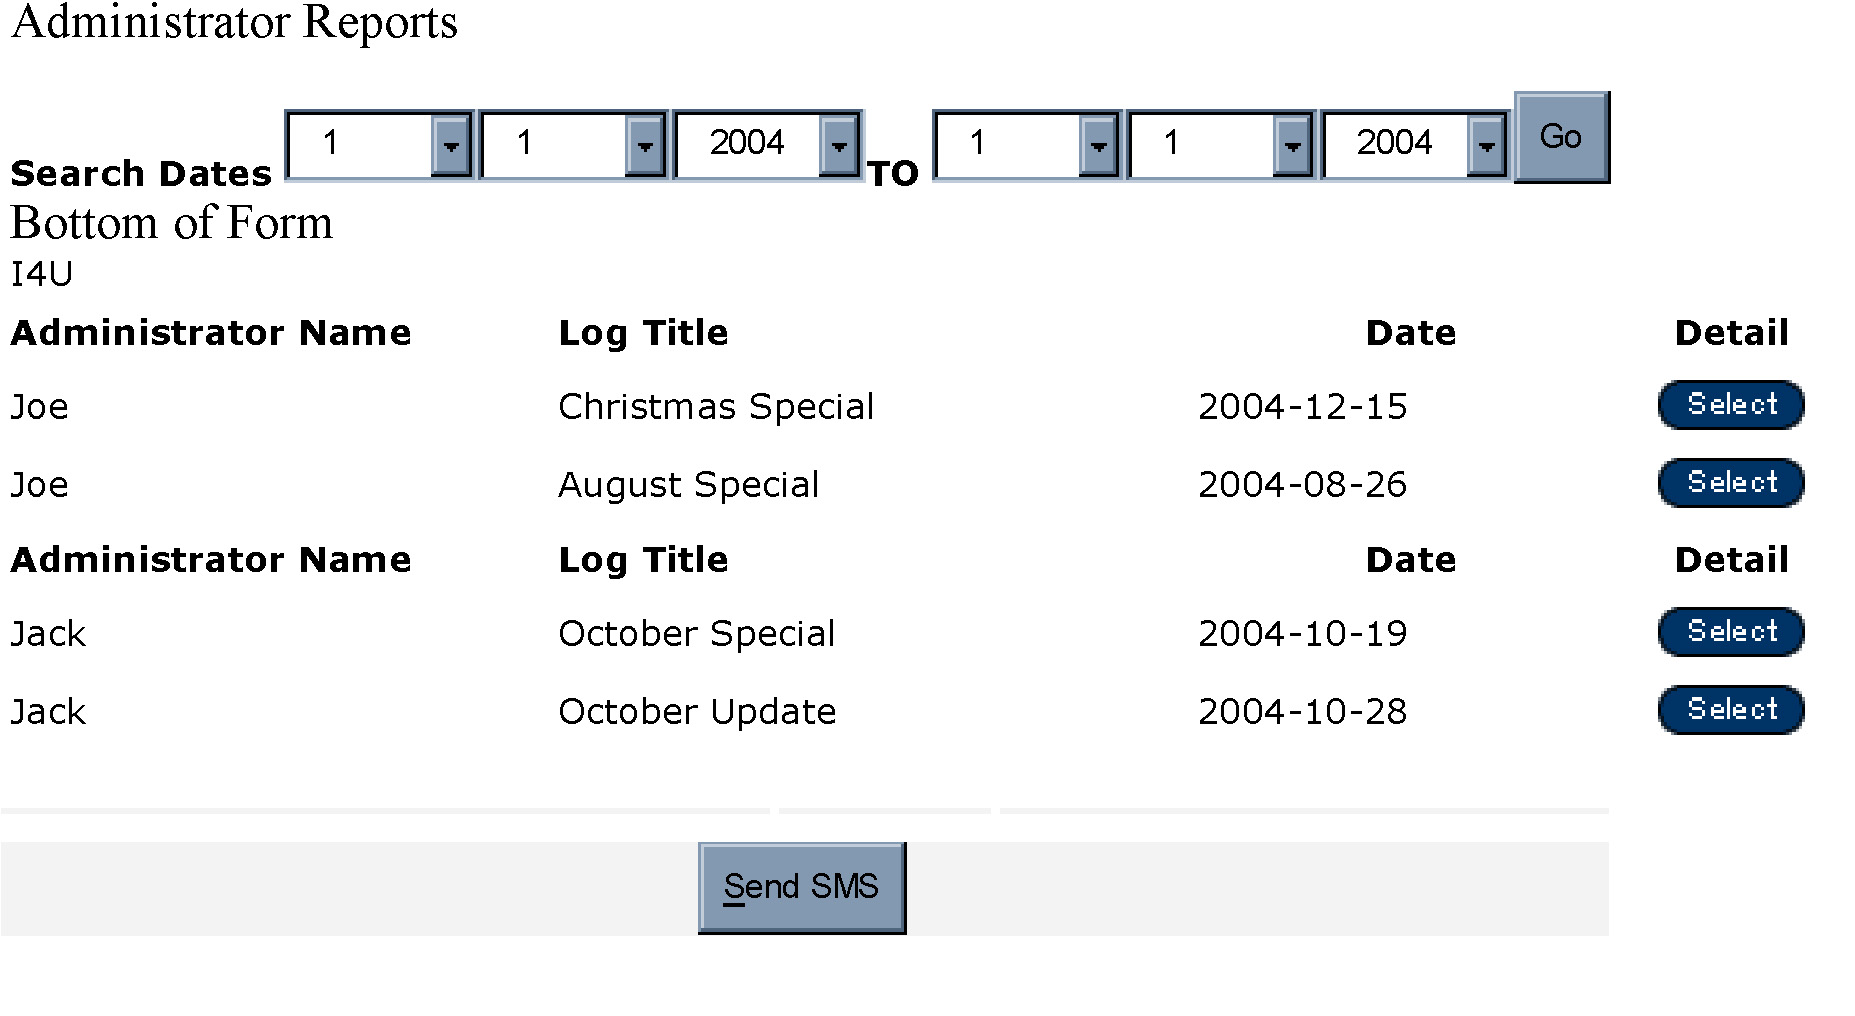 Administrator Reports
Search Dates 1 1 2004 TO 1 1 2004 Go
Bottom of Form
I4U
Administrator Name Log Title Date Detail
Joe Christmas Special 2004-12-15 Select
Joe August Special 2004-08-26 Select
Administrator Name Log Title Date Detail
Jack October Special 2004-10-19 Select
Jack October Update 2004-10-28 Select
Send SMS